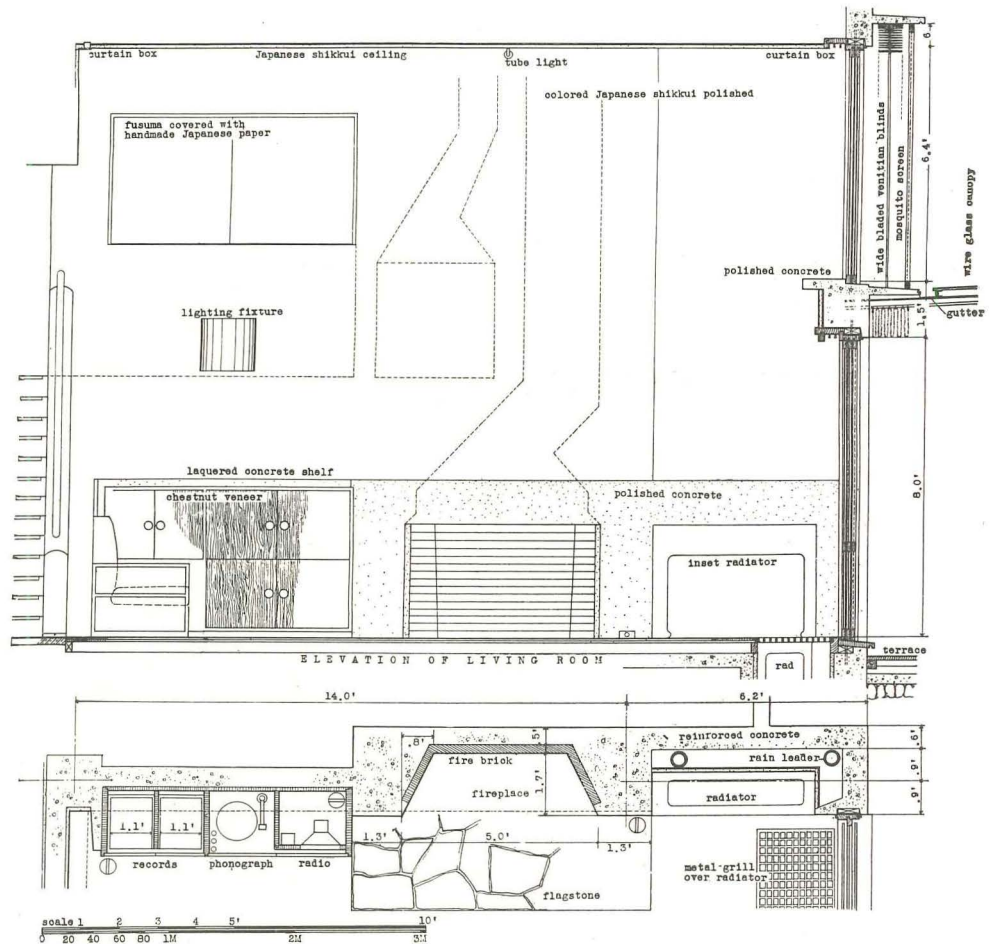 curtain box
Japanese shikkui ceiling
tube light
curtain box
6.
colored Japanese shikkui polished
fusuma covered with
handmade Japanese paper
wide bladed venitian blinds
mosquito screen
6.4'
wire glass canopy
polished concrete
gutter
1.5'
lighting fixture
laquered concrete shelf
chestnut veneer
polished concrete
8.0'
inset radiator
terrace
ELEVATION OF LIVING ROOM
rad
14.0'
6.2'
.8'
.5'
reinforced concrete
.6'
fire brick
rain leader
fireplace
1.7'
.9'
radiator
.9'
1.1'
1.1'
1.3'
5.0'
1.3'
records
phonograph
radio
metal-grill
over radiator
flagstone
scale 1 2 3 4 5' 10'
0 20 40 60 80 1M 2M 3M